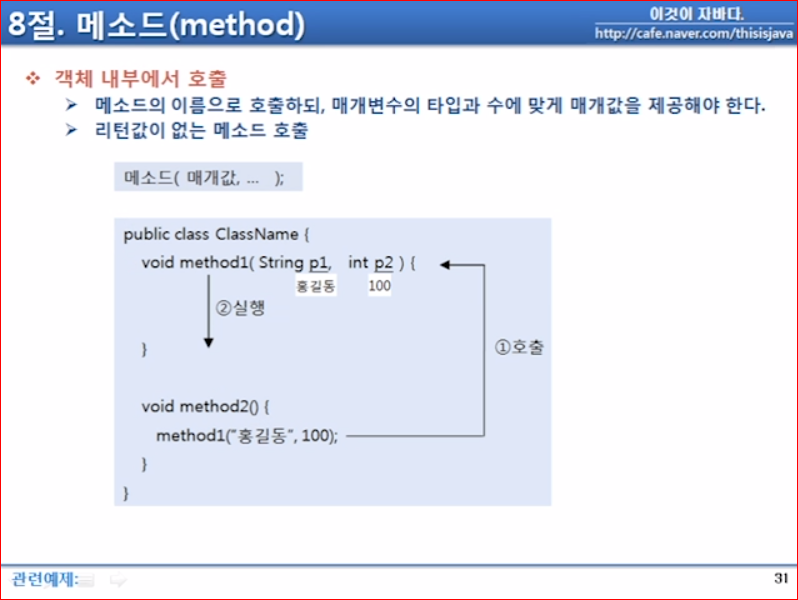 8절. 메소드(method)
이것이 자바다.
http://cafe.naver.com/thisisjava
❖ 객체 내부에서 호출
➢ 메소드의 이름으로 호출하되, 매개변수의 타입과 수에 맞게 매개값을 제공해야 한다.
➢ 리턴값이 없는 메소드 호출
메소드( 매개값, ... );
public class ClassName {
void method1( String p1, int p2 ) {
홍길동 100
②실행
}
①호출
void method2() {
method1("홍길동", 100);
}
}
관련예제:
31